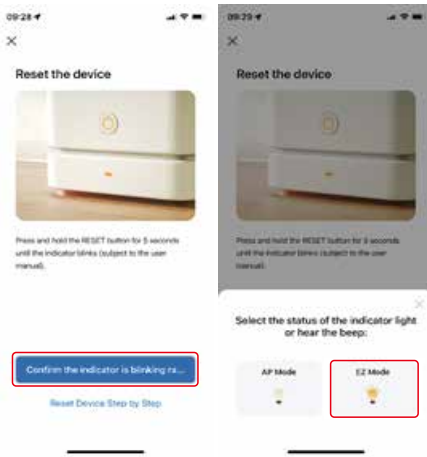 09:28
Reset the device
Press and hold the RESET button for 5 seconds
until the indicator blinks (subject to the user
manual).
Confirm the indicator is blinking ra...
Reset Device Step by Step
09:29
Reset the device
Press and hold the RESET button for 5 seconds
until the indicator blinks (subject to the user
manual).
Select the status of the indicator light
or hear the beep:
AP Mode
EZ Mode